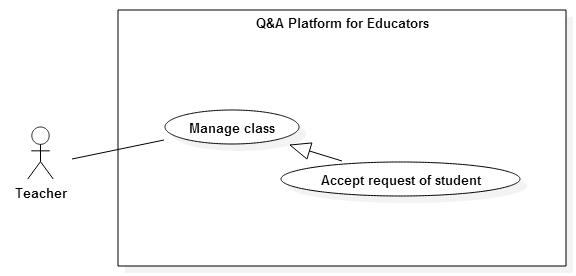 Q&A Platform for Educators
Manage class
Teacher
Accept request of student